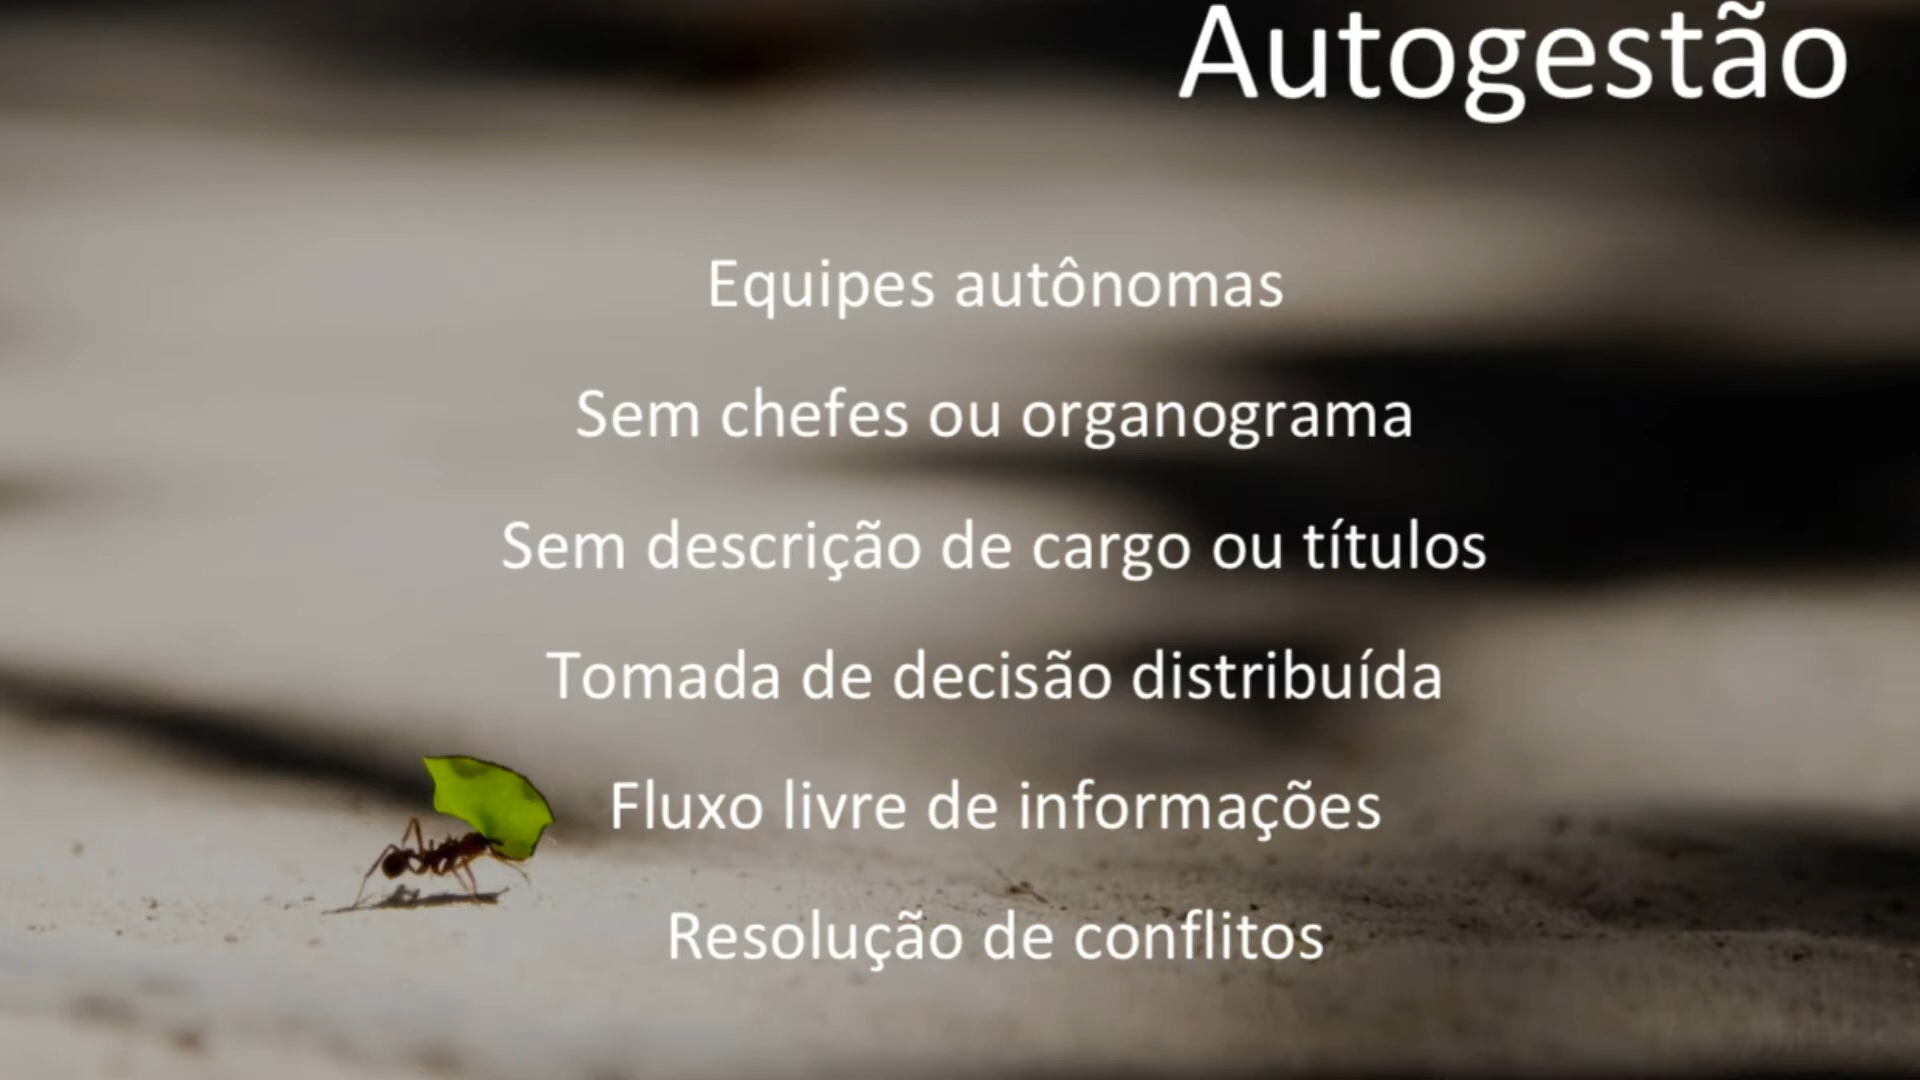 Autogestão
Equipes autônomas
Sem chefes ou organograma
Sem descrição de cargo ou títulos
Tomada de decisão distribuída
Fluxo livre de informações
Resolução de conflitos